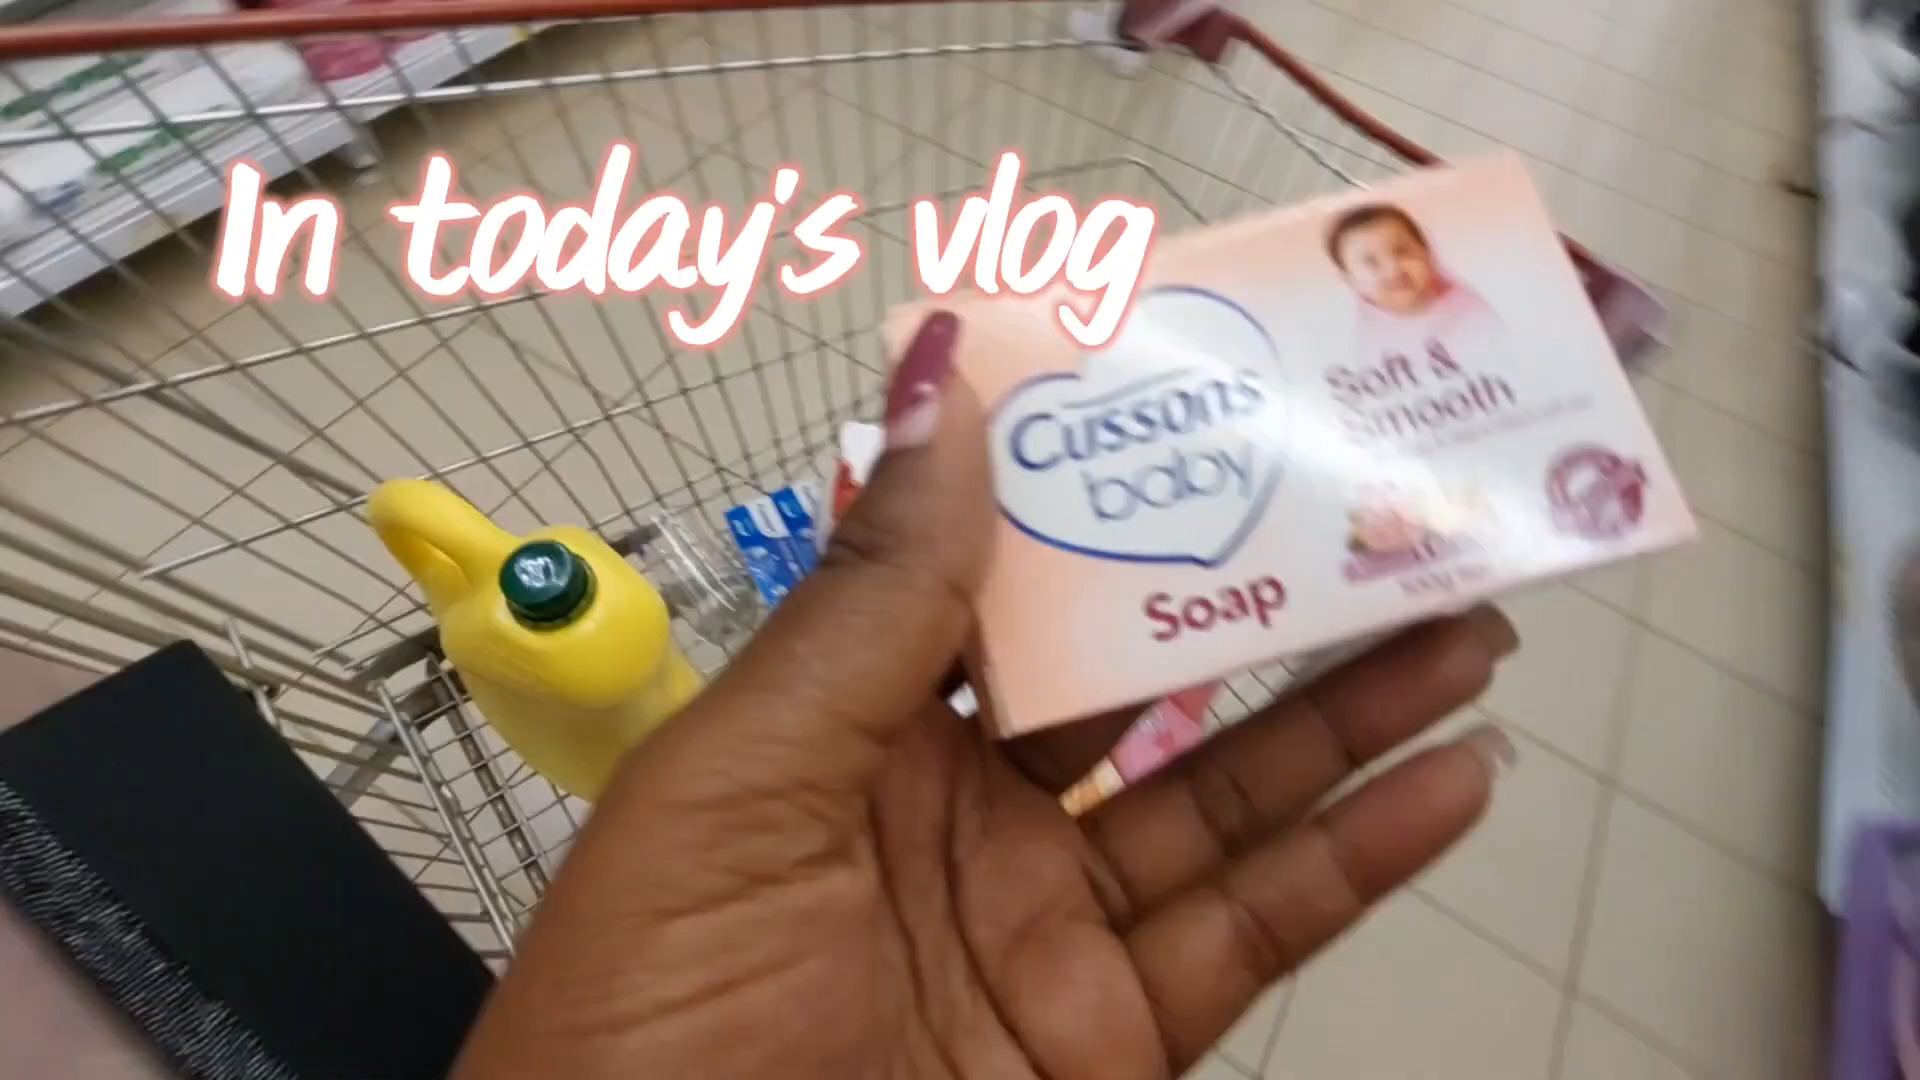 In today's vlog
Cussons
baby
Soft &
Smooth
Soap